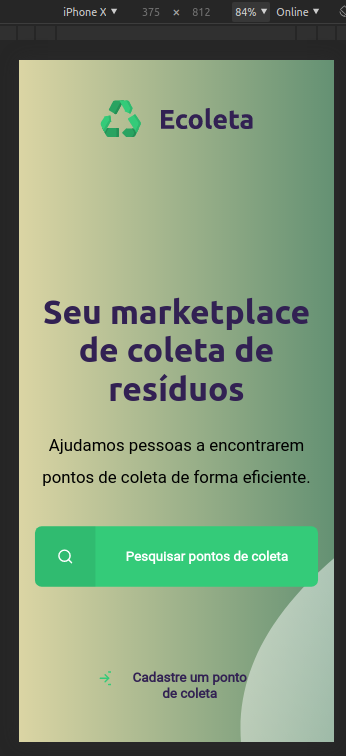 iPhone X ▼ 375 × 812 84% ▼ Online ▼
Ecoleta
Seu marketplace
de coleta de
resíduos
Ajudamos pessoas a encontrarem
pontos de coleta de forma eficiente.
Pesquisar pontos de coleta
Cadastre um ponto
de coleta